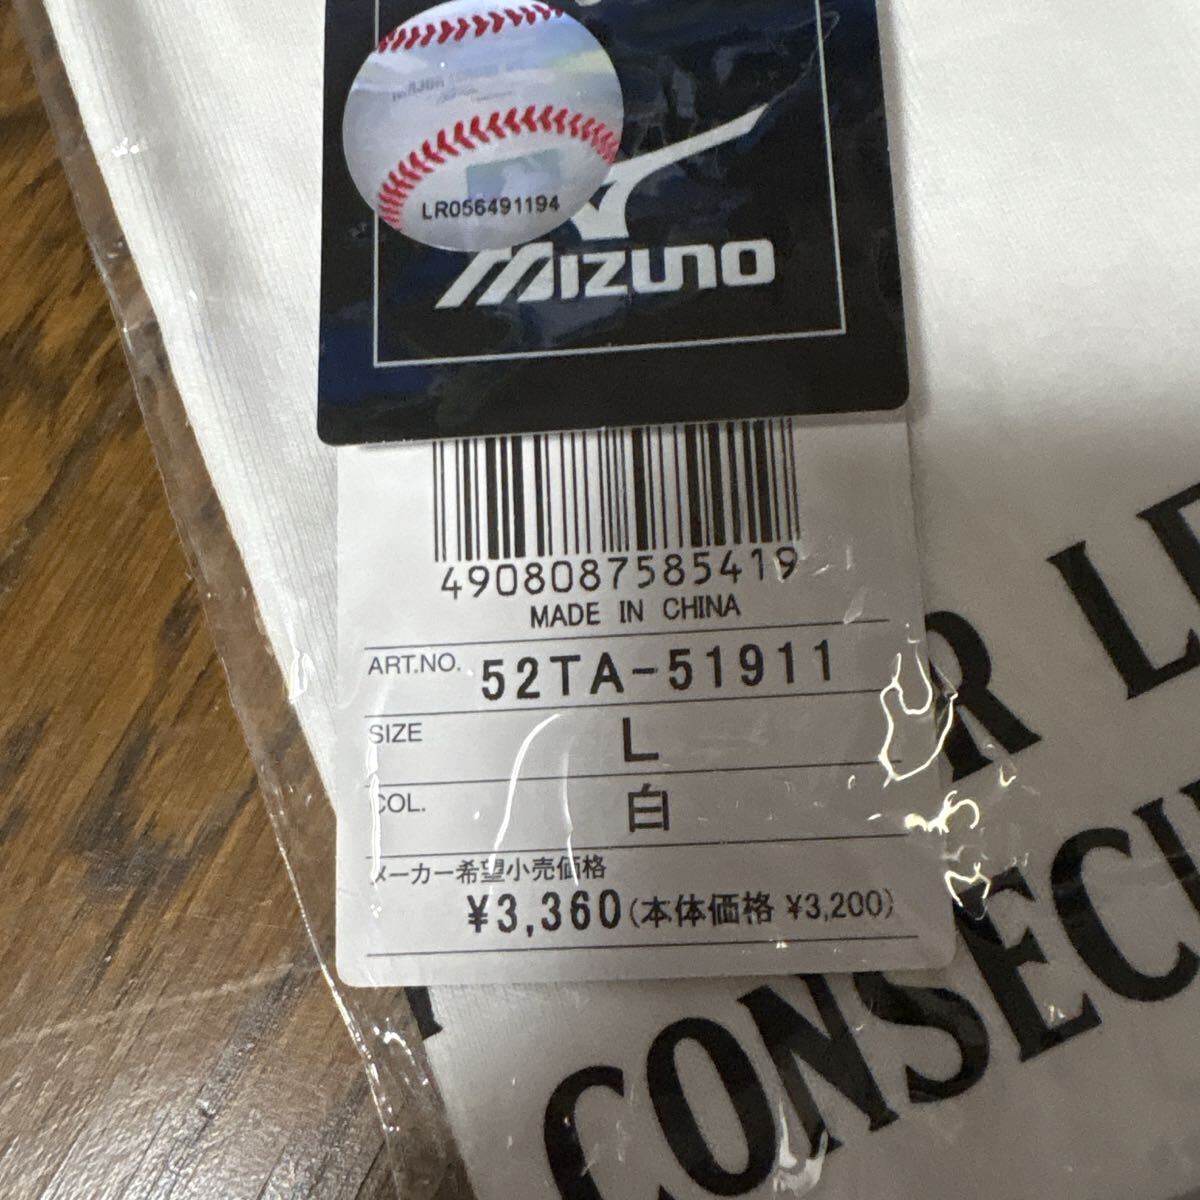 LR056491194
MIZUNO
4908087585419
MADE IN CHINA
ART.NO. 52TA-51911
SIZE L
COL. 白
メーカー希望小売価格
¥3,360(本体価格 ¥3,200)
CONSECU